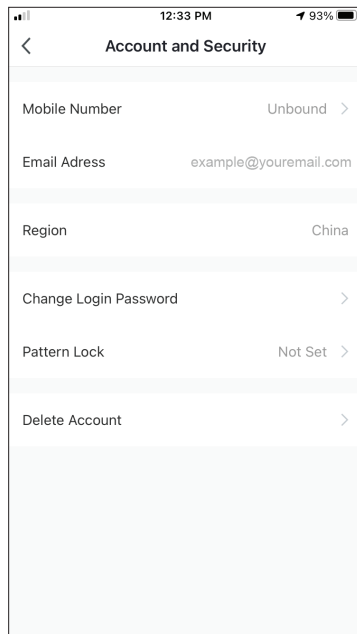 12:33 PM 93%
Account and Security
Mobile Number Unbound
Email Adress example@youremail.com
Region China
Change Login Password
Pattern Lock Not Set
Delete Account